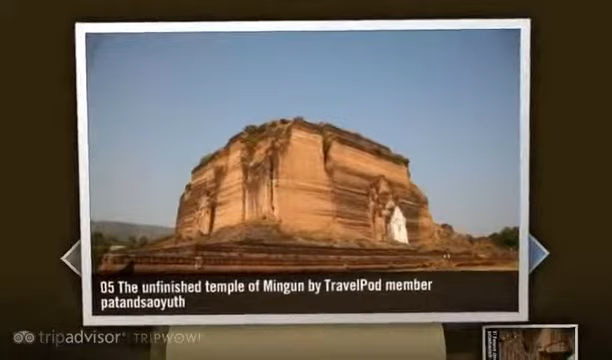 05 The unfinished temple of Mingun by TravelPod member
patandsaoyuth
tripadvisor® TRIPWOW!